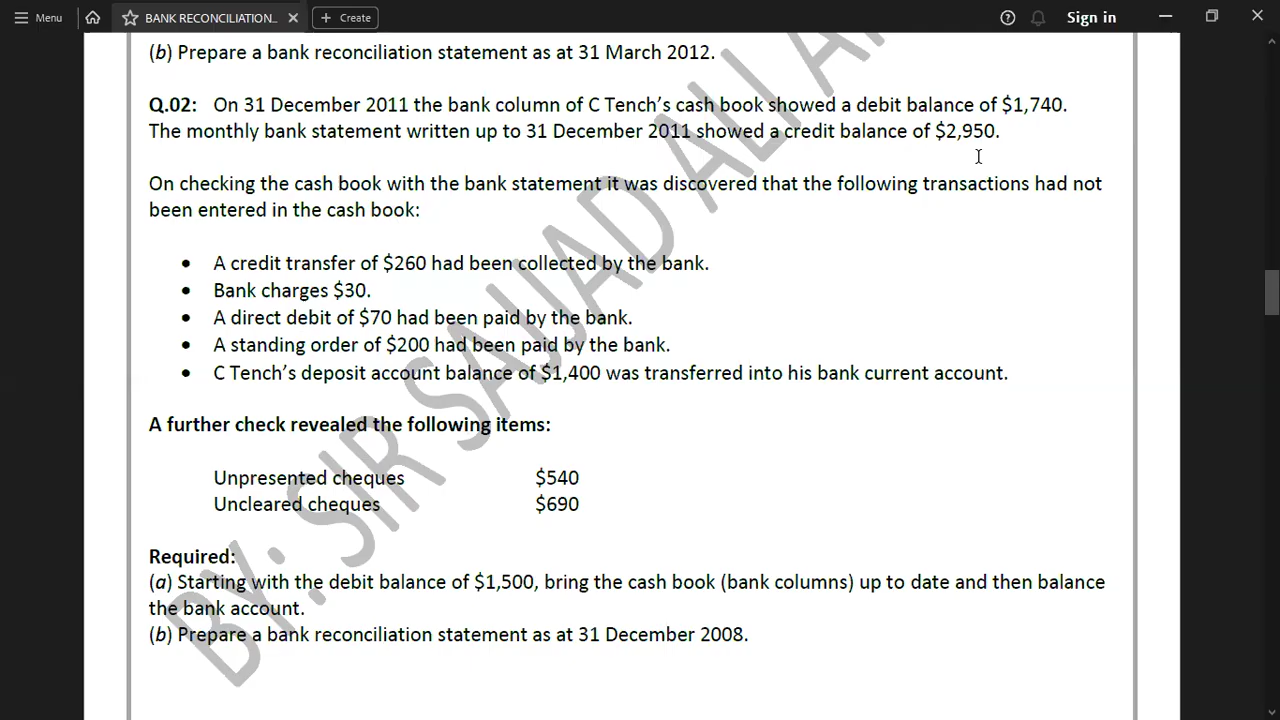 Menu
BANK RECONCILIATION...
Create
Sign in
(b) Prepare a bank reconciliation statement as at 31 March 2012.
Q.02: On 31 December 2011 the bank column of C Tench's cash book showed a debit balance of $1,740.
The monthly bank statement written up to 31 December 2011 showed a credit balance of $2,950.
On checking the cash book with the bank statement it was discovered that the following transactions had not
been entered in the cash book:
• A credit transfer of $260 had been collected by the bank.
• Bank charges $30.
• A direct debit of $70 had been paid by the bank.
• A standing order of $200 had been paid by the bank.
• C Tench's deposit account balance of $1,400 was transferred into his bank current account.
A further check revealed the following items:
Unpresented cheques $540
Uncleared cheques $690
Required:
(a) Starting with the debit balance of $1,500, bring the cash book (bank columns) up to date and then balance
the bank account.
(b) Prepare a bank reconciliation statement as at 31 December 2008.
BY: SIR SAJJAD ALI A